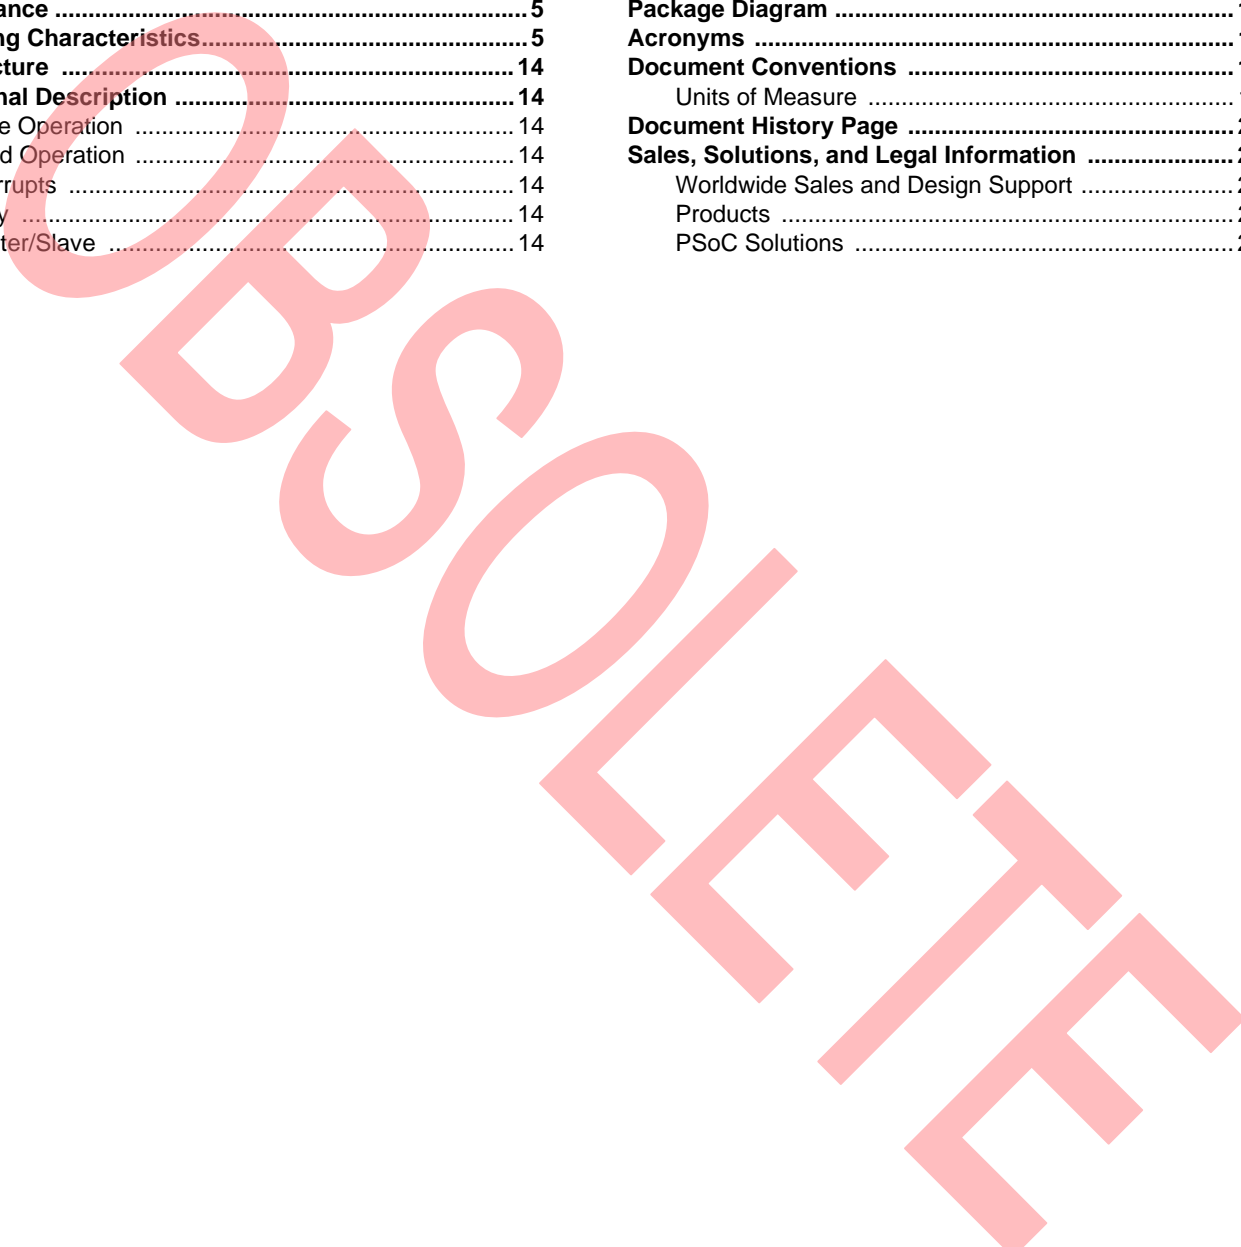 ance 5
ng Characteristics 5
cture 14
nal Description 14
e Operation 14
d Operation 14
rrupts 14
y 14
ter/Slave 14
Package Diagram
Acronyms
Document Conventions
Units of Measure
Document History Page
Sales, Solutions, and Legal Information
Worldwide Sales and Design Support
Products
PSoC Solutions
OBSOLETE